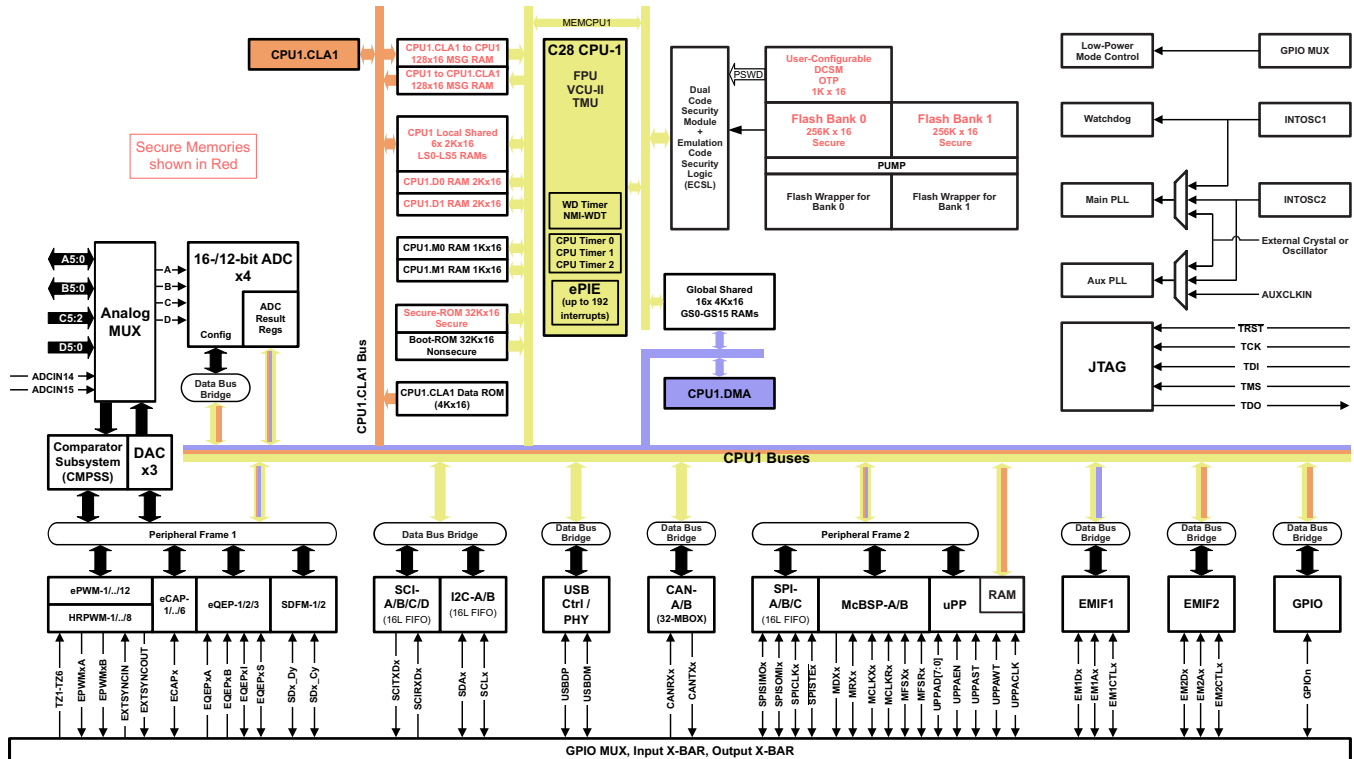 MEMCPU1
CPU1.CLA1
CPU1.CLA1 to CPU1
128x16 MSG RAM
CPU1 to CPU1.CLA1
128x16 MSG RAM
CPU1 Local Shared
6x 2Kx16
LS0-LS5 RAMs
CPU1.D0 RAM 2Kx16
CPU1.D1 RAM 2Kx16
CPU1.M0 RAM 1Kx16
CPU1.M1 RAM 1Kx16
Secure-ROM 32Kx16
Secure
Boot-ROM 32Kx16
Nonsecure
CPU1.CLA1 Data ROM
(4Kx16)
CPU1.CLA1 Bus
Secure Memories
shown in Red
C28 CPU-1
FPU
VCU-II
TMU
WD Timer
NMI-WDT
CPU Timer 0
CPU Timer 1
CPU Timer 2
ePIE
(up to 192
interrupts)
Dual
Code
Security
Module
+
Emulation
Code
Security
Logic
(ECSL)
PSWD
User-Configurable
DCSM
OTP
1K x 16
Flash Bank 0
256K x 16
Secure
Flash Bank 1
256K x 16
Secure
PUMP
Flash Wrapper for
Bank 0
Flash Wrapper for
Bank 1
Global Shared
16x 4Kx16
GS0-GS15 RAMs
CPU1.DMA
Low-Power
Mode Control
GPIO MUX
Watchdog
INTOSC1
Main PLL
INTOSC2
External Crystal or
Oscillator
Aux PLL
AUXCLKIN
JTAG
TRST
TCK
TDI
TMS
TDO
A5:0
B5:0
C5:2
D5:0
ADCIN14
ADCIN15
Analog
MUX
A
B
C
D
16-/12-bit ADC
x4
Config
ADC
Result
Regs
Data Bus
Bridge
Comparator
Subsystem
(CMPSS)
DAC
x3
CPU1 Buses
Peripheral Frame 1
Data Bus Bridge
Data Bus
Bridge
Data Bus
Bridge
Peripheral Frame 2
Data Bus
Bridge
Data Bus
Bridge
Data Bus
Bridge
ePWM-1/../12
HRPWM-1/../8
eCAP-
1/../6
eQEP-1/2/3
SDFM-1/2
SCI-
A/B/C/D
(16L FIFO)
I2C-A/B
(16L FIFO)
USB
Ctrl /
PHY
CAN-
A/B
(32-MBOX)
SPI-
A/B/C
(16L FIFO)
McBSP-A/B
uPP
RAM
EMIF1
EMIF2
GPIO
TZ1-TZ6
EPWMxA
EPWMxB
EXTSYNCIN
EXTSYNCOUT
ECAPx
EQEPxA
EQEPxB
EQEPxI
EQEPxS
SDx_Dy
SDx_Cy
SCITXDx
SCIRXDx
SDAx
SCLx
USBDP
USBDM
CANRXx
CANTXx
SPISIMOx
SPISOMIx
SPICLKx
SPISTEx
MDXx
MRXx
MCLKXx
MCLKRx
MFSXx
MFSRx
UPPAD[7:0]
UPPAEN
UPPAST
UPPAWT
UPPACLK
EM1Dx
EM1Ax
EM1CTLx
EM2Dx
EM2Ax
EM2CTLx
GPIOn
GPIO MUX, Input X-BAR, Output X-BAR